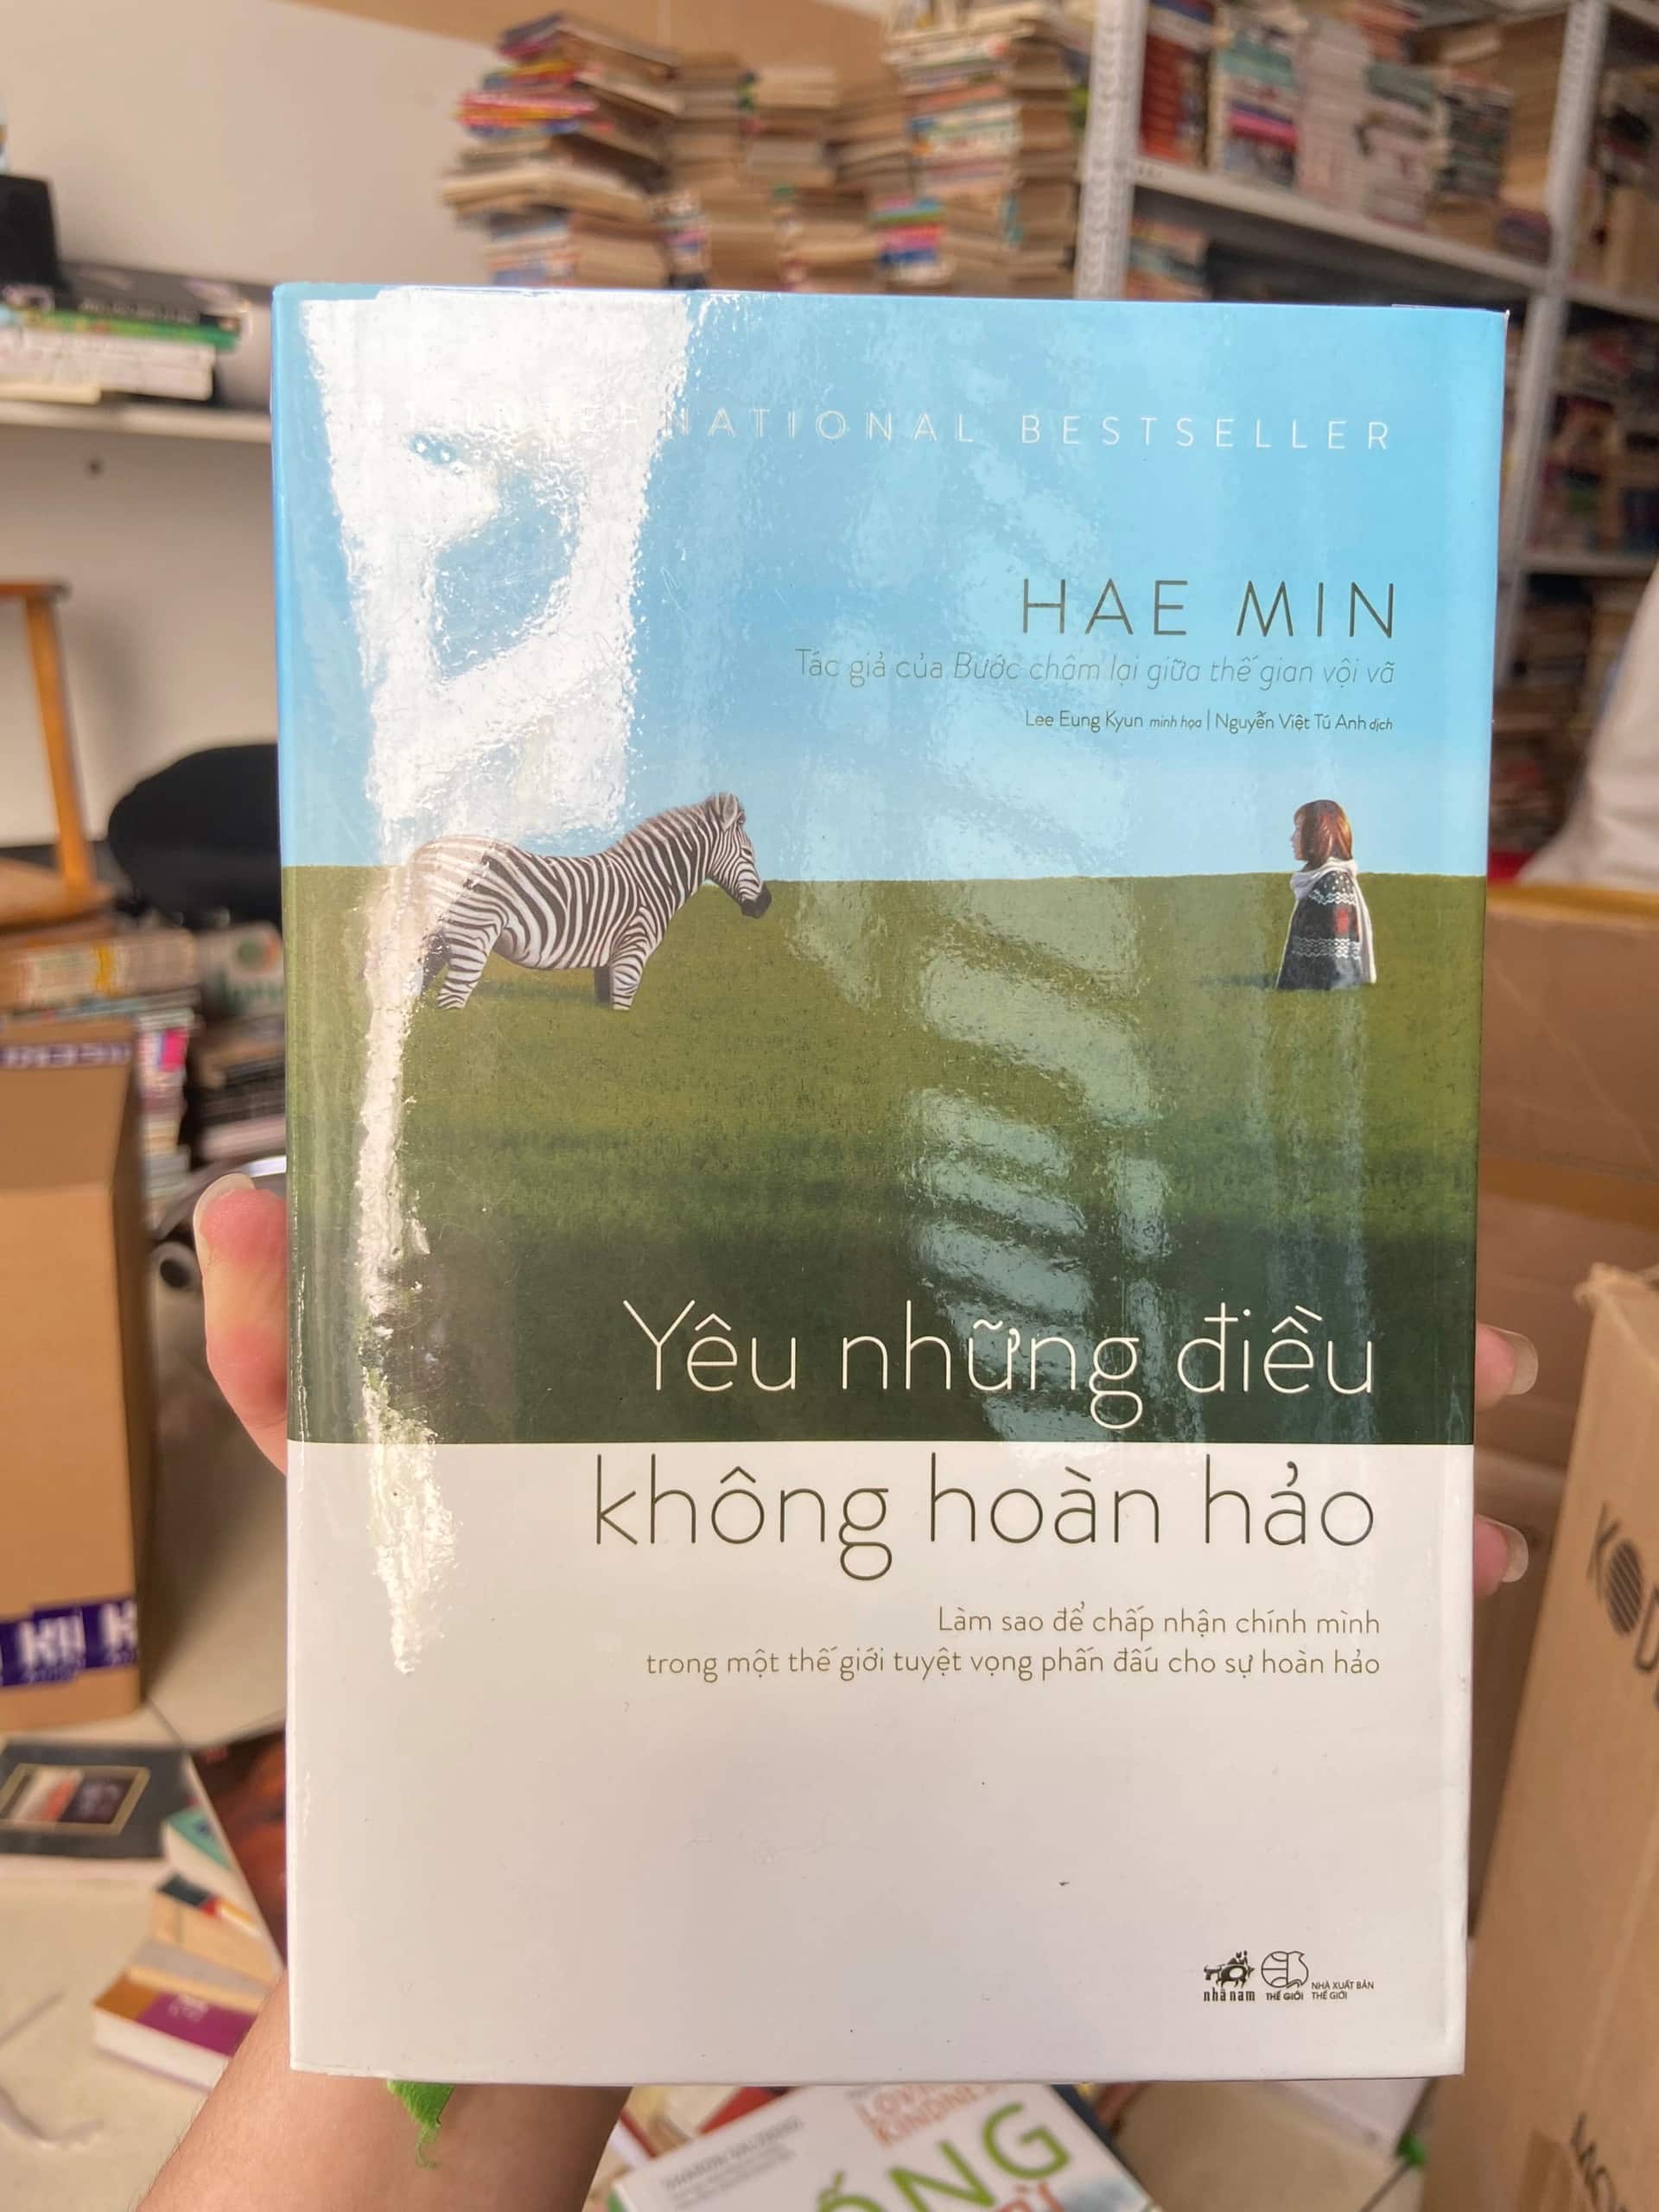 INTERNATIONAL BESTSELLER
HAE MIN
Tác giả của Bước chậm lại giữa thế gian vội vã
Lee Eung Kyun minh họa | Nguyễn Việt Tú Anh dịch
Yêu những điều
không hoàn hảo
Làm sao để chấp nhận chính mình
trong một thế giới tuyệt vọng phấn đấu cho sự hoàn hảo
nhã nam THẾ GIỚI NHÀ XUẤT BẢN
THẾ GIỚI